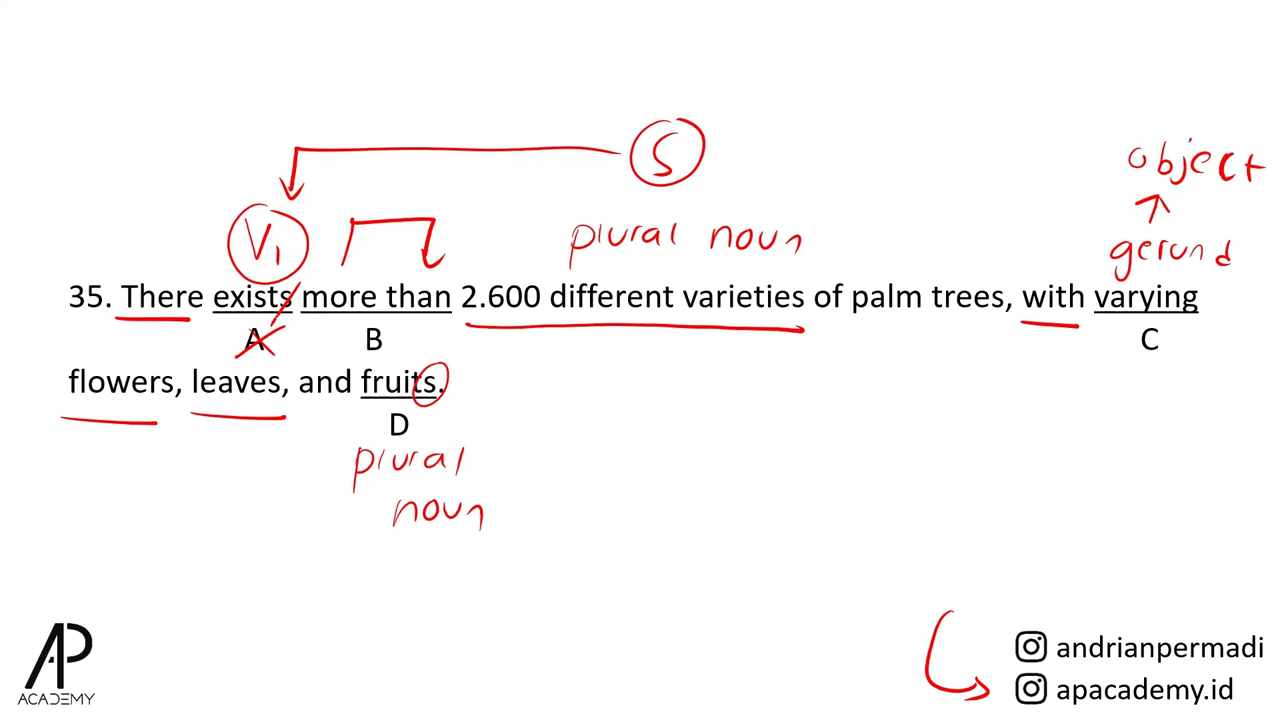 S
object
V1
plural noun
gerund
35. There exists more than 2.600 different varieties of palm trees, with varying
A
B
C
flowers, leaves, and fruits.
D
plural
noun
AP
ACADEMY
andrianpermadi
apacademy.id